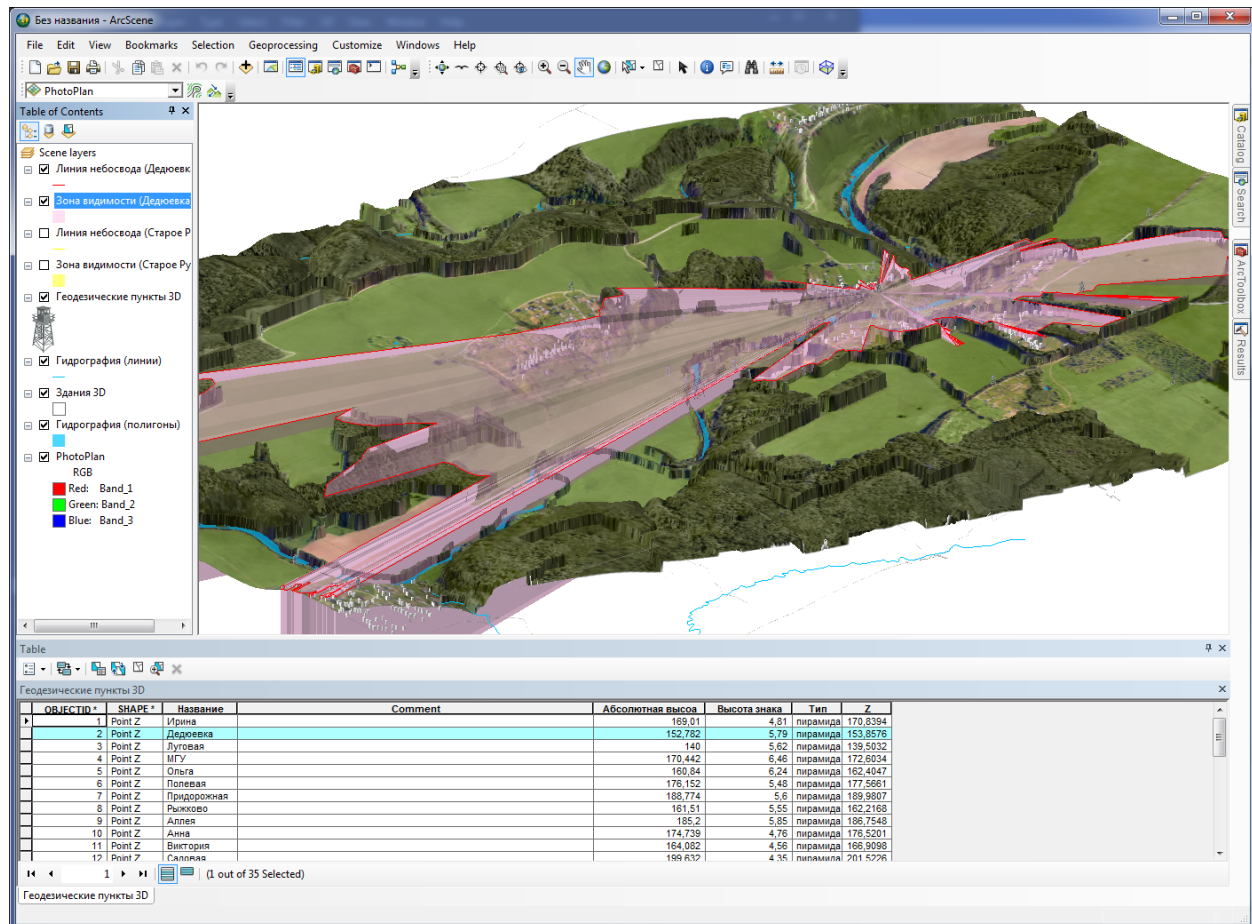 Без названия - ArcScene
File Edit View Bookmarks Selection Geoprocessing Customize Windows Help
PhotoPlan
Table of Contents
Scene layers
Линия небосвода (Дедюевк
Зона видимости (Дедюевка
Линия небосвода (Старое Р
Зона видимости (Старое Ру
Геодезические пункты 3D
Гидрография (линии)
Здания 3D
Гидрография (полигоны)
PhotoPlan
RGB
Red: Band_1
Green: Band_2
Blue: Band_3
Catalog
Search
ArcToolbox
Results
Table
Геодезические пункты 3D
OBJECTID * SHAPE * Название Comment Абсолютная высоа Высота знака Тип Z
1 Point Z Ирина 169,01 4,81 пирамида 170,8394
2 Point Z Дедюевка 152,782 5,79 пирамида 153,8576
3 Point Z Луговая 140 5,62 пирамида 139,5032
4 Point Z МГУ 170,442 6,46 пирамида 172,6034
5 Point Z Ольга 160,84 6,24 пирамида 162,4047
6 Point Z Полевая 176,152 5,48 пирамида 177,5661
7 Point Z Придорожная 188,774 5,6 пирамида 189,9807
8 Point Z Рыжково 161,51 5,55 пирамида 162,2168
9 Point Z Аллея 185,2 5,85 пирамида 186,7548
10 Point Z Анна 174,739 4,76 пирамида 176,5201
11 Point Z Виктория 164,082 4,56 пирамида 166,9098
12 Point Z Садовая 199,632 4,35 пирамида 201,5226
1 (1 out of 35 Selected)
Геодезические пункты 3D